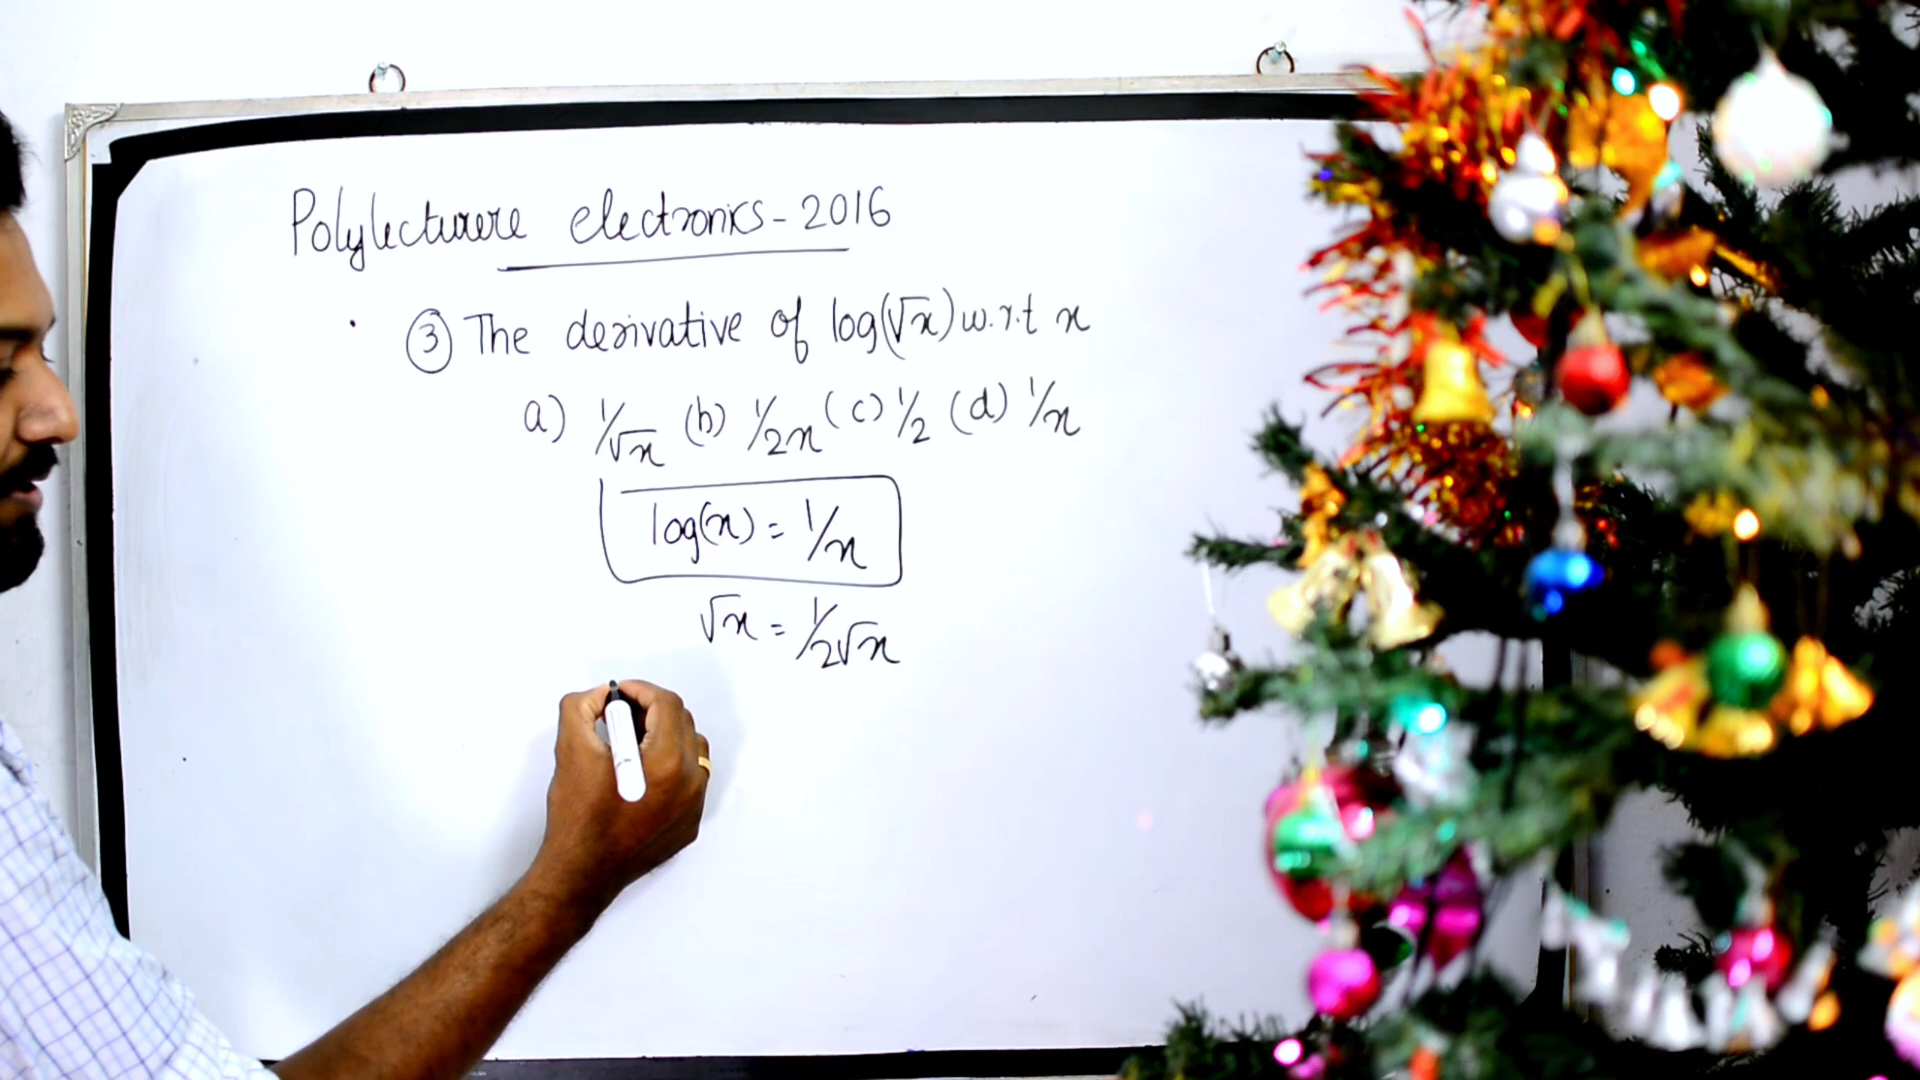 Polylecturere electronics - 2016
③ The derivative of log(√x) w.r.t x
a) 1/√x (b) 1/2x (c) 1/2 (d) 1/x
log(x) = 1/x
√x = 1/2√x